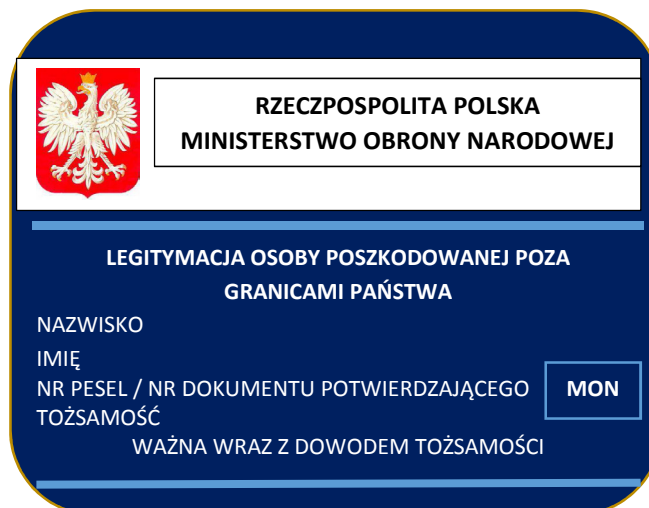 RZECZPOSPOLITA POLSKA
MINISTERSTWO OBRONY NARODOWEJ
LEGITYMACJA OSOBY POSZKODOWANEJ POZA
GRANICAMI PAŃSTWA
NAZWISKO
IMIĘ
NR PESEL / NR DOKUMENTU POTWIERDZAJĄCEGO
TOŻSAMOŚĆ
MON
WAŻNA WRAZ Z DOWODEM TOŻSAMOŚCI